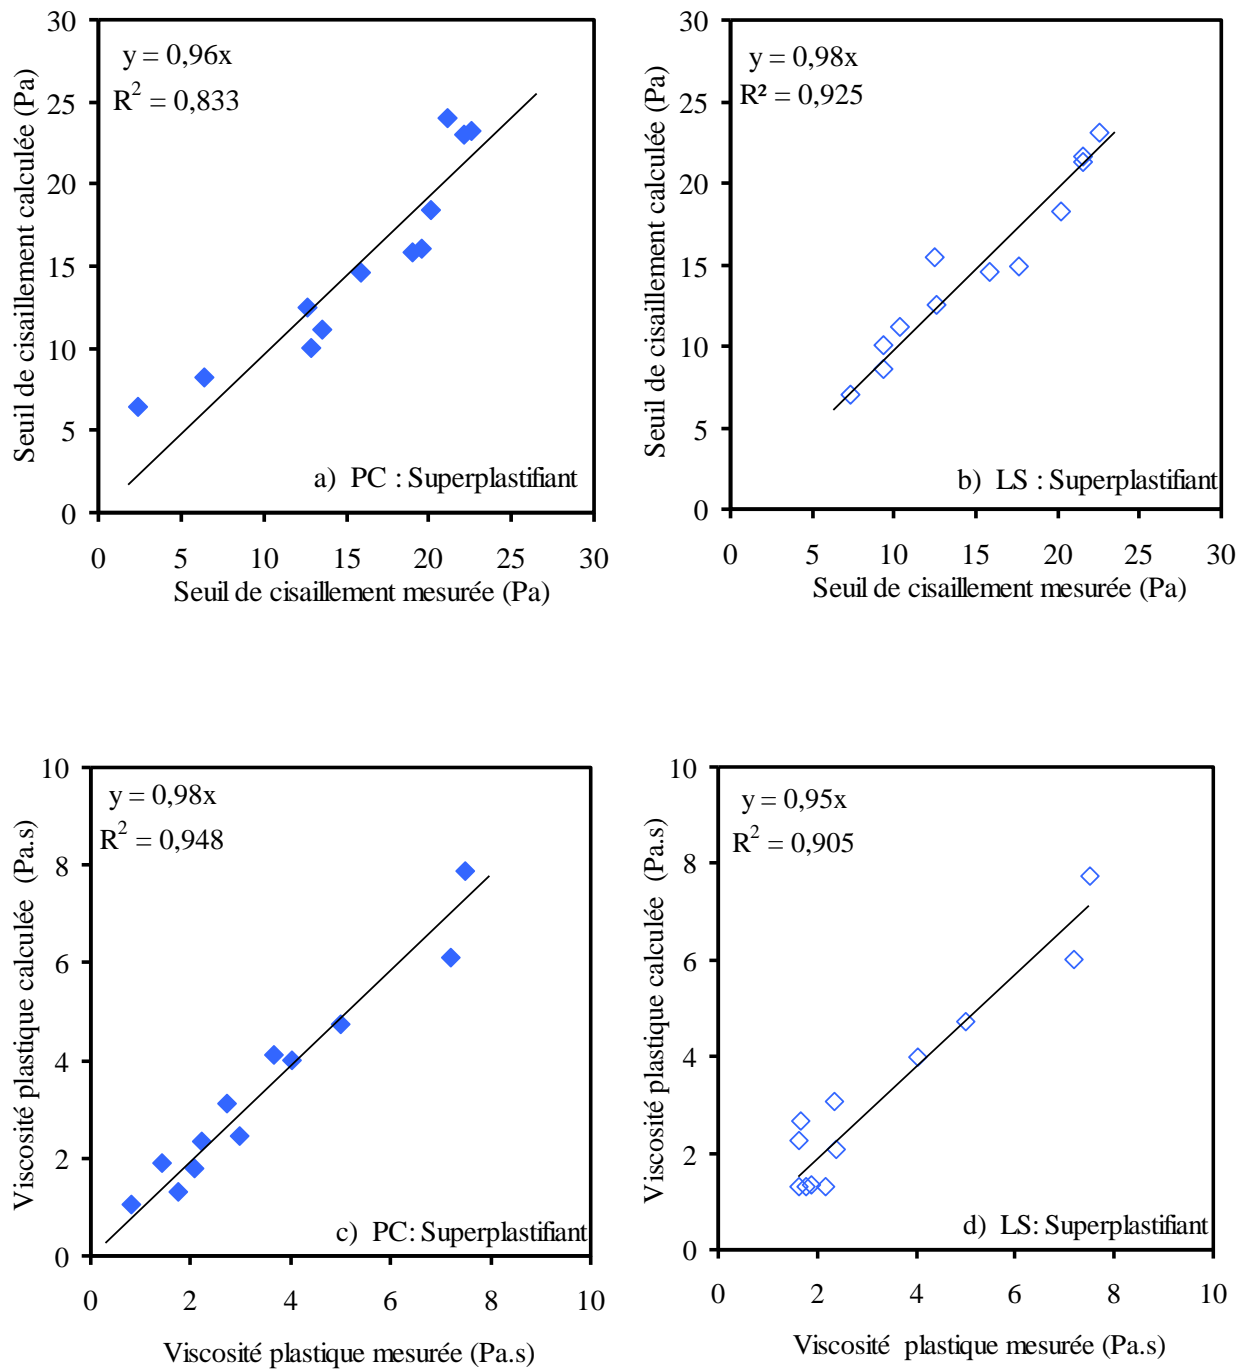 30
25
20
15
10
5
0
Seuil de cisaillement calculée (Pa)
y = 0,96x
R² = 0,833
a) PC : Superplastifiant
0 5 10 15 20 25 30
Seuil de cisaillement mesurée (Pa)
30
25
20
15
10
5
0
Seuil de cisaillement calculée (Pa)
y = 0,98x
R² = 0,925
b) LS : Superplastifiant
0 5 10 15 20 25 30
Seuil de cisaillement mesurée (Pa)
10
8
6
4
2
0
Viscosité plastique calculée (Pa.s)
y = 0,98x
R² = 0,948
c) PC: Superplastifiant
0 2 4 6 8 10
Viscosité plastique mesurée (Pa.s)
10
8
6
4
2
0
Viscosité plastique calculée (Pa.s)
y = 0,95x
R² = 0,905
d) LS: Superplastifiant
0 2 4 6 8 10
Viscosité plastique mesurée (Pa.s)